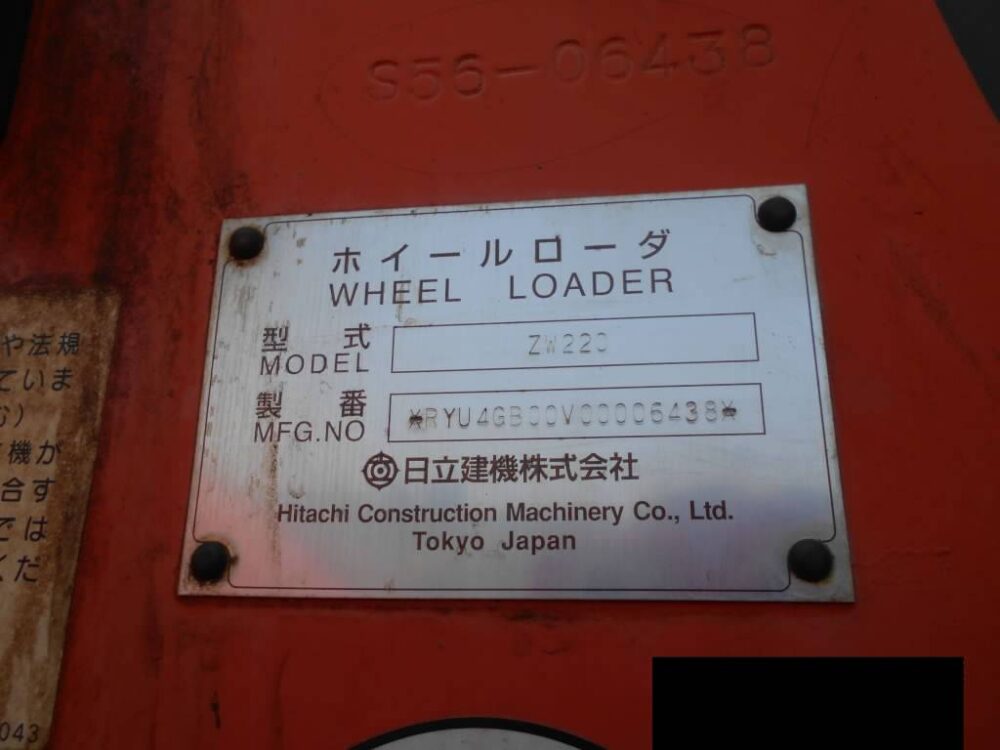 S56-06438
ホイールローダ
WHEEL LOADER
型式 ZW220
MODEL
製番 *RYU4GB00V00006438*
MFG.NO
日立建機株式会社
Hitachi Construction Machinery Co., Ltd.
Tokyo Japan
や法規
ていま
む)
機が
合す
では
くだ
043